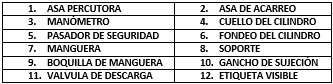 1. ASA PERCUTORA 2. ASA DE ACARREO
3. MANÓMETRO 4. CUELLO DEL CILINDRO
5. PASADOR DE SEGURIDAD 6. FONDEO DEL CILINDRO
7. MANGUERA 8. SOPORTE
9. BOQUILLA DE MANGUERA 10. GANCHO DE SUJECIÓN
11. VALVULA DE DESCARGA 12. ETIQUETA VISIBLE